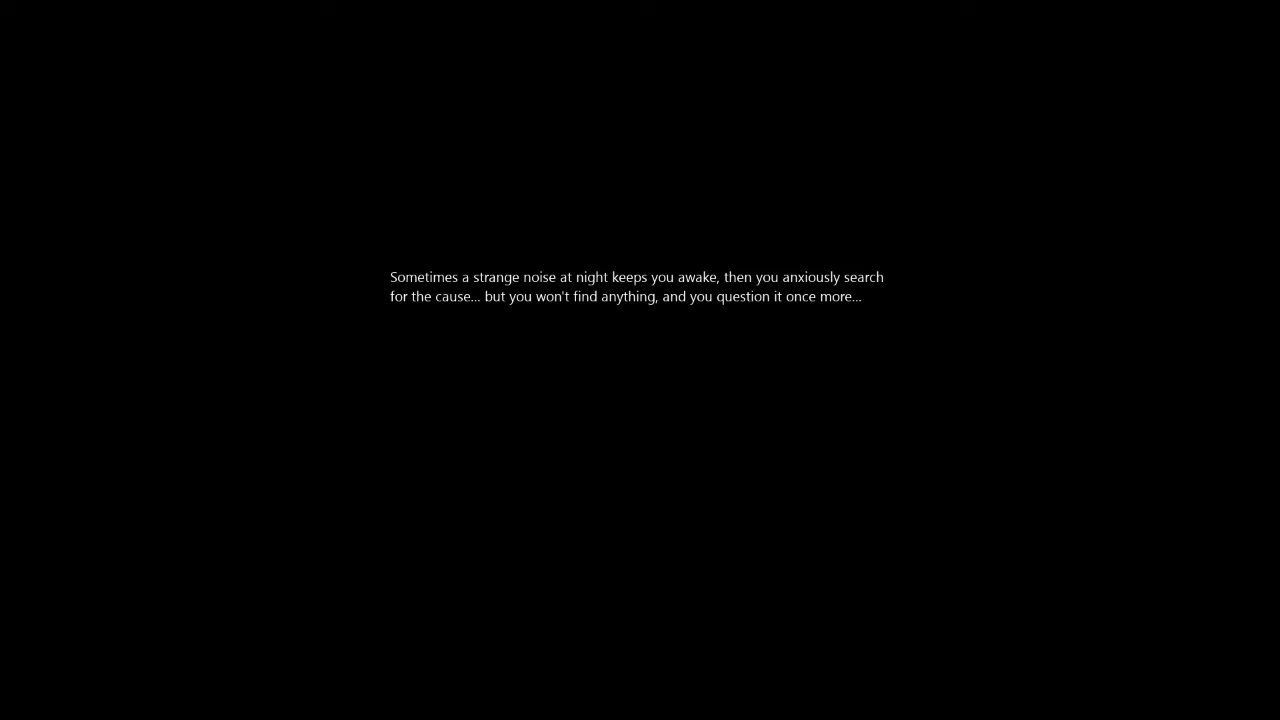 Sometimes a strange noise at night keeps you awake, then you anxiously search
for the cause... but you won't find anything, and you question it once more...